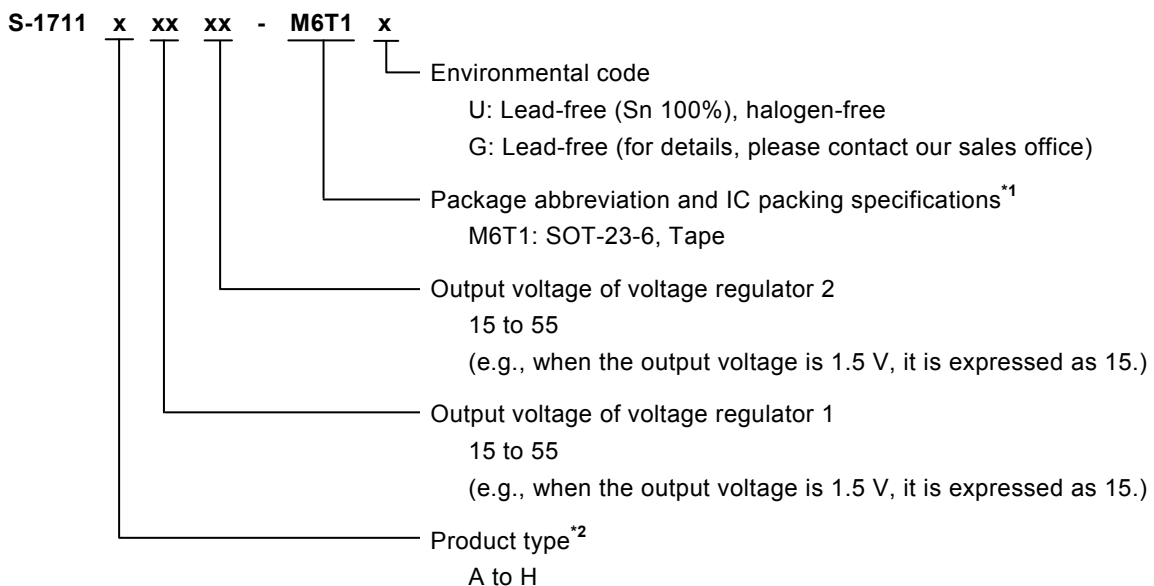 S-1711 x xx xx - M6T1 x
Environmental code
U: Lead-free (Sn 100%), halogen-free
G: Lead-free (for details, please contact our sales office)
Package abbreviation and IC packing specifications*1
M6T1: SOT-23-6, Tape
Output voltage of voltage regulator 2
15 to 55
(e.g., when the output voltage is 1.5 V, it is expressed as 15.)
Output voltage of voltage regulator 1
15 to 55
(e.g., when the output voltage is 1.5 V, it is expressed as 15.)
Product type*2
A to H